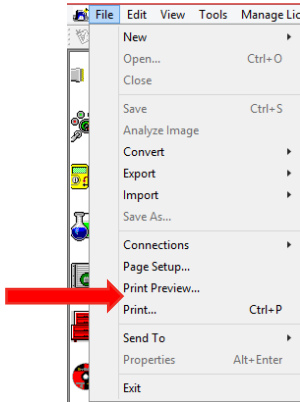 File Edit View Tools Manage Lic
New
Open... Ctrl+O
Close
Save Ctrl+S
Analyze Image
Convert
Export
Import
Save As...
Connections
Page Setup...
Print Preview...
Print... Ctrl+P
Send To
Properties Alt+Enter
Exit